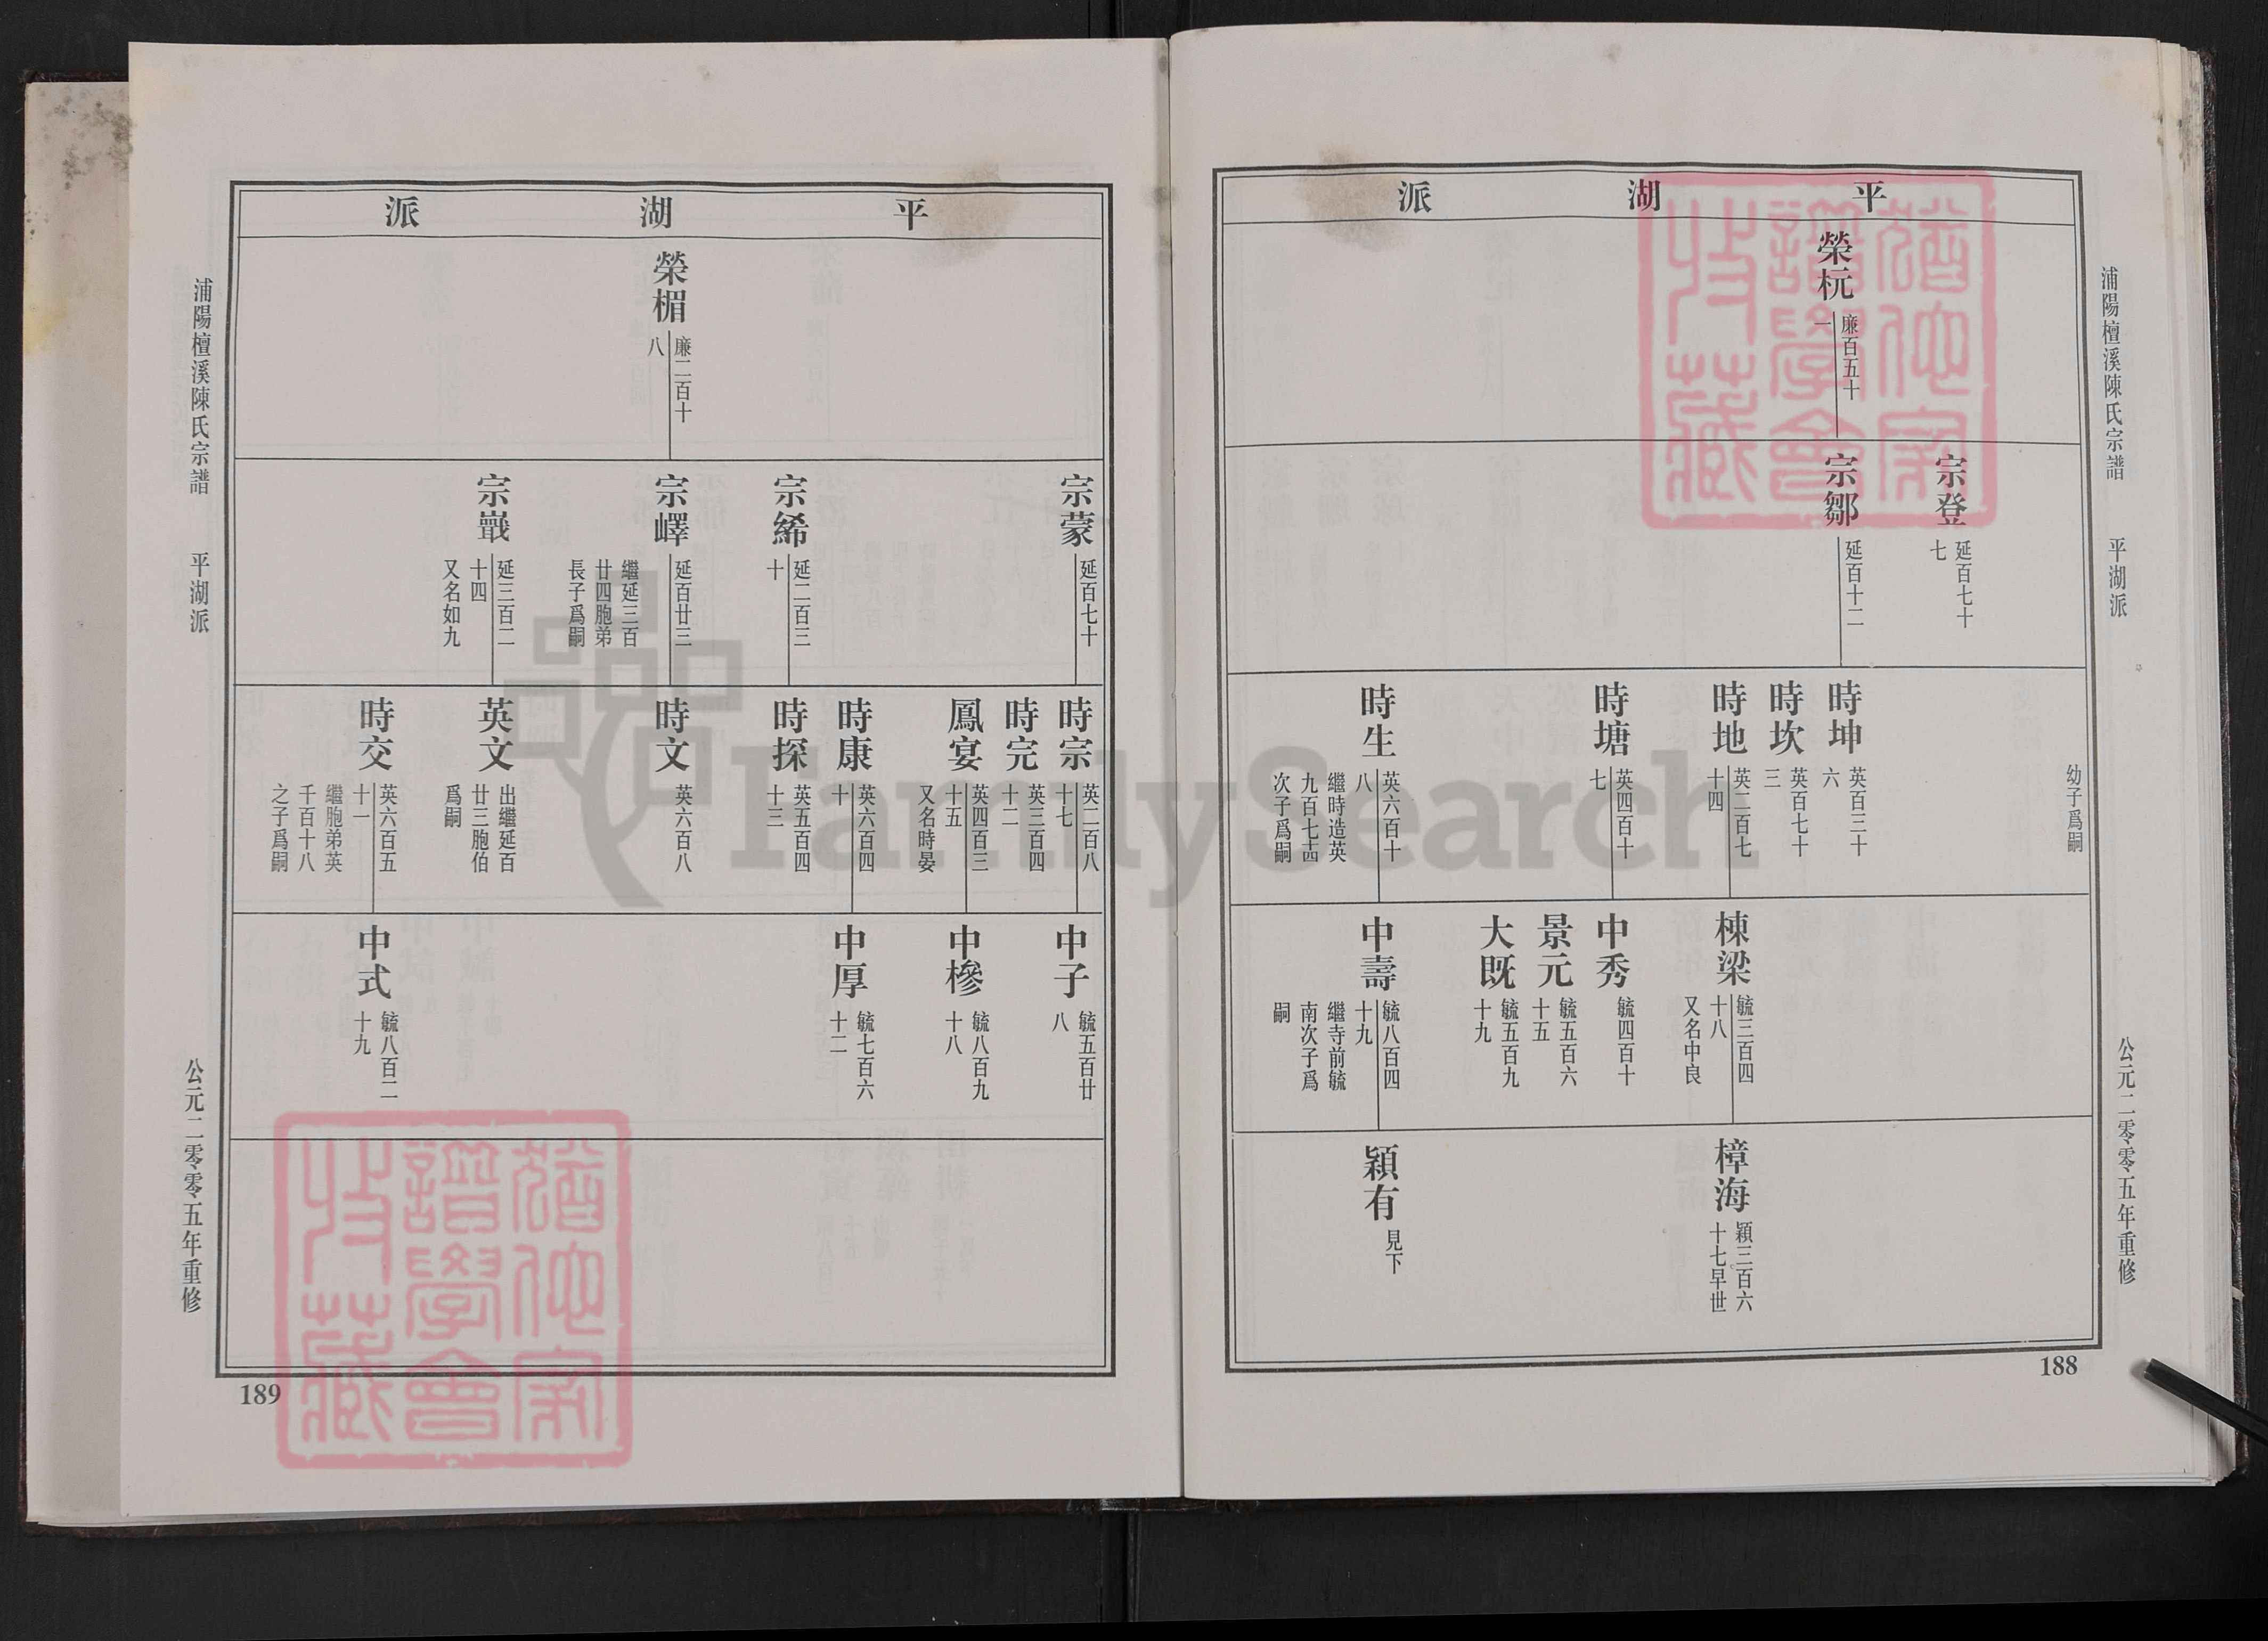 浦陽檀溪陳氏宗譜 平湖派 公元二零零五年重修
平湖派
榮杬
廉百五十
一
宗登
延百七十
七
宗鄒
延百十二
幼子爲嗣
時坤
英百三十
六
時坎
英百七十
三
時地
英二百七
十四
時塘
英四百十
七
時生
英六百十
八
繼時造英
九百七十四
次子爲嗣
棟梁
毓三百四
十八
又名中良
中秀
毓四百十
景元
毓五百六
十五
大既
毓五百九
十九
中壽
毓八百四
十九
繼寺前毓
南次子爲
嗣
樟海
穎三百六
十七早世
穎有
見下
188
平湖派
榮楣
廉二百十
八
宗蒙
延百七十
宗絺
延二百三
十
宗嶧
延百廿三
繼延三百
廿四胞弟
長子爲嗣
宗戢
延三百二
十四
又名如九
時宗
英二百八
十七
時完
英三百四
十二
鳳宴
英四百三
十五
又名時晏
時康
英六百四
十
時探
英五百四
十三
時文
英六百八
英文
出繼延百
廿三胞伯
爲嗣
時交
英六百五
十一
繼胞弟英
千百十八
之子爲嗣
中子
毓五百廿
八
中槮
毓八百九
十八
中厚
毓七百六
十二
中式
毓八百二
十九
浦陽檀溪陳氏宗譜 平湖派 公元二零零五年重修
189
FamilySearch